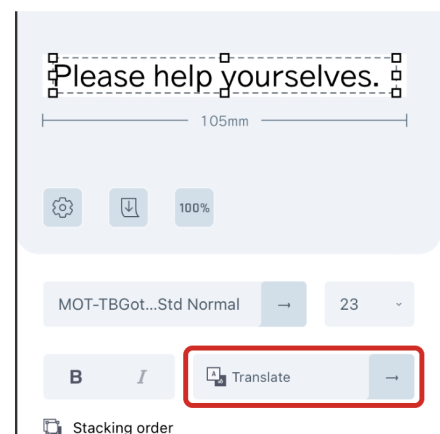 Please help yourselves.
105mm
100%
MOT-TBGot...Std Normal → 23
B I Translate →
Stacking order